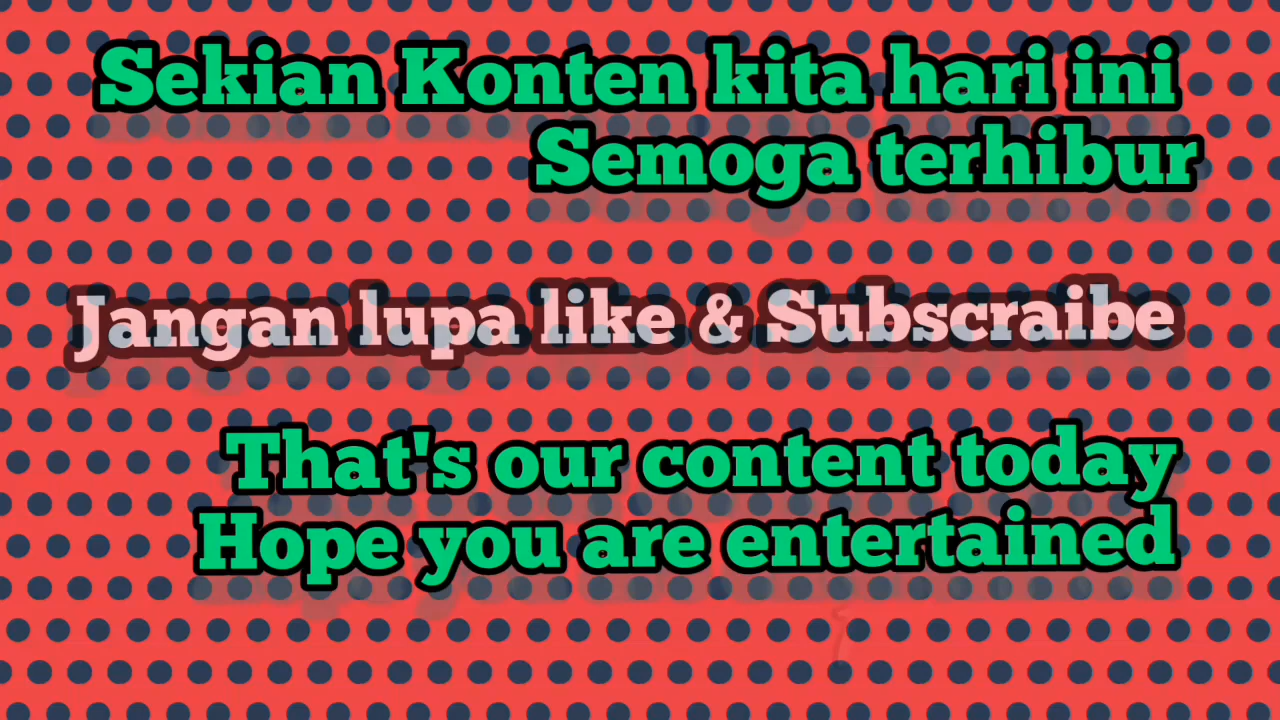 Sekian Konten kita hari ini
Semoga terhibur
Jangan lupa like & Subscraibe
That's our content today
Hope you are entertained